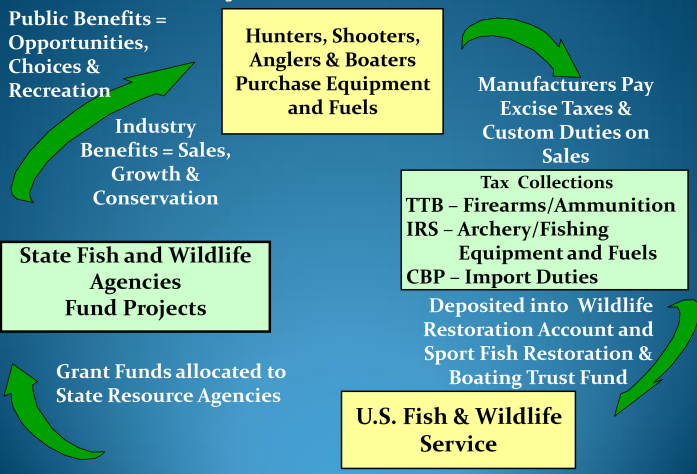 Public Benefits =
Opportunities,
Choices &
Recreation
Hunters, Shooters,
Anglers & Boaters
Purchase Equipment
and Fuels
Manufacturers Pay
Excise Taxes &
Custom Duties on
Sales
Industry
Benefits = Sales,
Growth &
Conservation
Tax Collections
TTB – Firearms/Ammunition
IRS – Archery/Fishing
Equipment and Fuels
CBP – Import Duties
State Fish and Wildlife
Agencies
Fund Projects
Deposited into Wildlife
Restoration Account and
Sport Fish Restoration &
Boating Trust Fund
Grant Funds allocated to
State Resource Agencies
U.S. Fish & Wildlife
Service